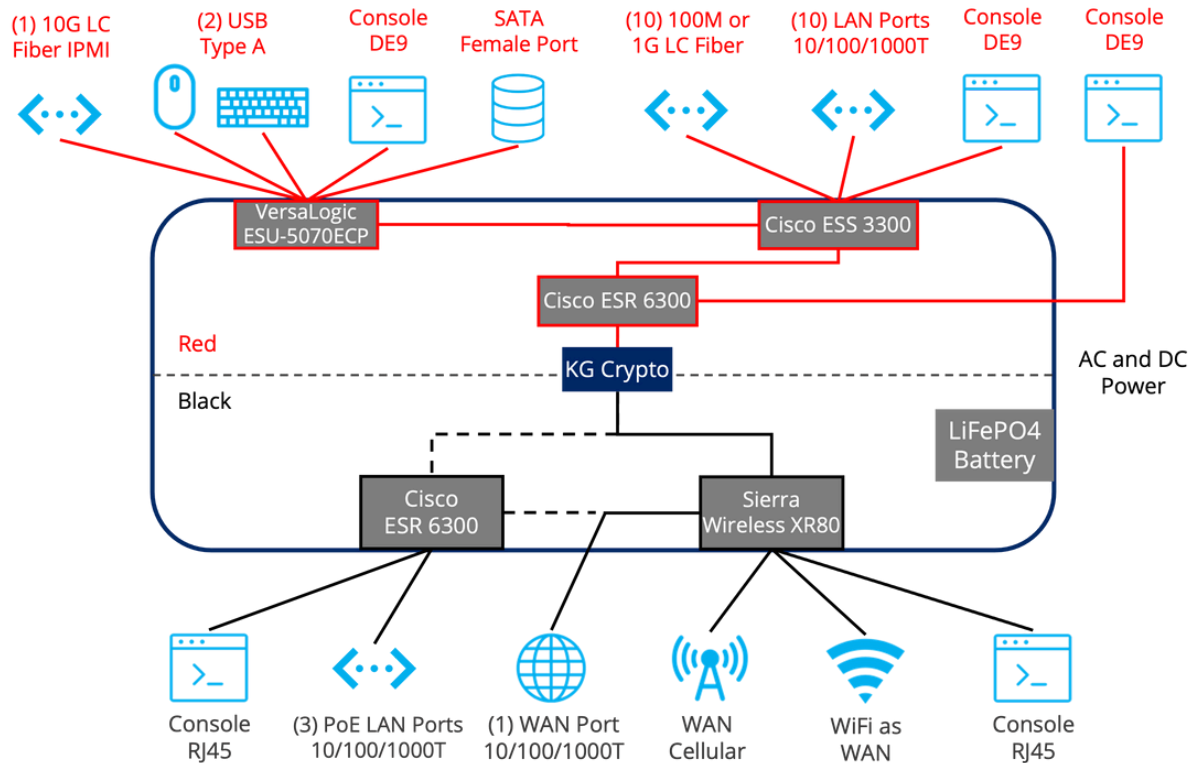 (1) 10G LC
Fiber IPMI
(2) USB
Type A
Console
DE9
SATA
Female Port
(10) 100M or
1G LC Fiber
(10) LAN Ports
10/100/1000T
Console
DE9
Console
DE9
VersaLogic
ESU-5070ECP
Cisco ESS 3300
Cisco ESR 6300
Red
KG Crypto
AC and DC
Power
Black
LiFePO4
Battery
Cisco
ESR 6300
Sierra
Wireless XR80
Console
RJ45
(3) PoE LAN Ports
10/100/1000T
(1) WAN Port
10/100/1000T
WAN
Cellular
WiFi as
WAN
Console
RJ45